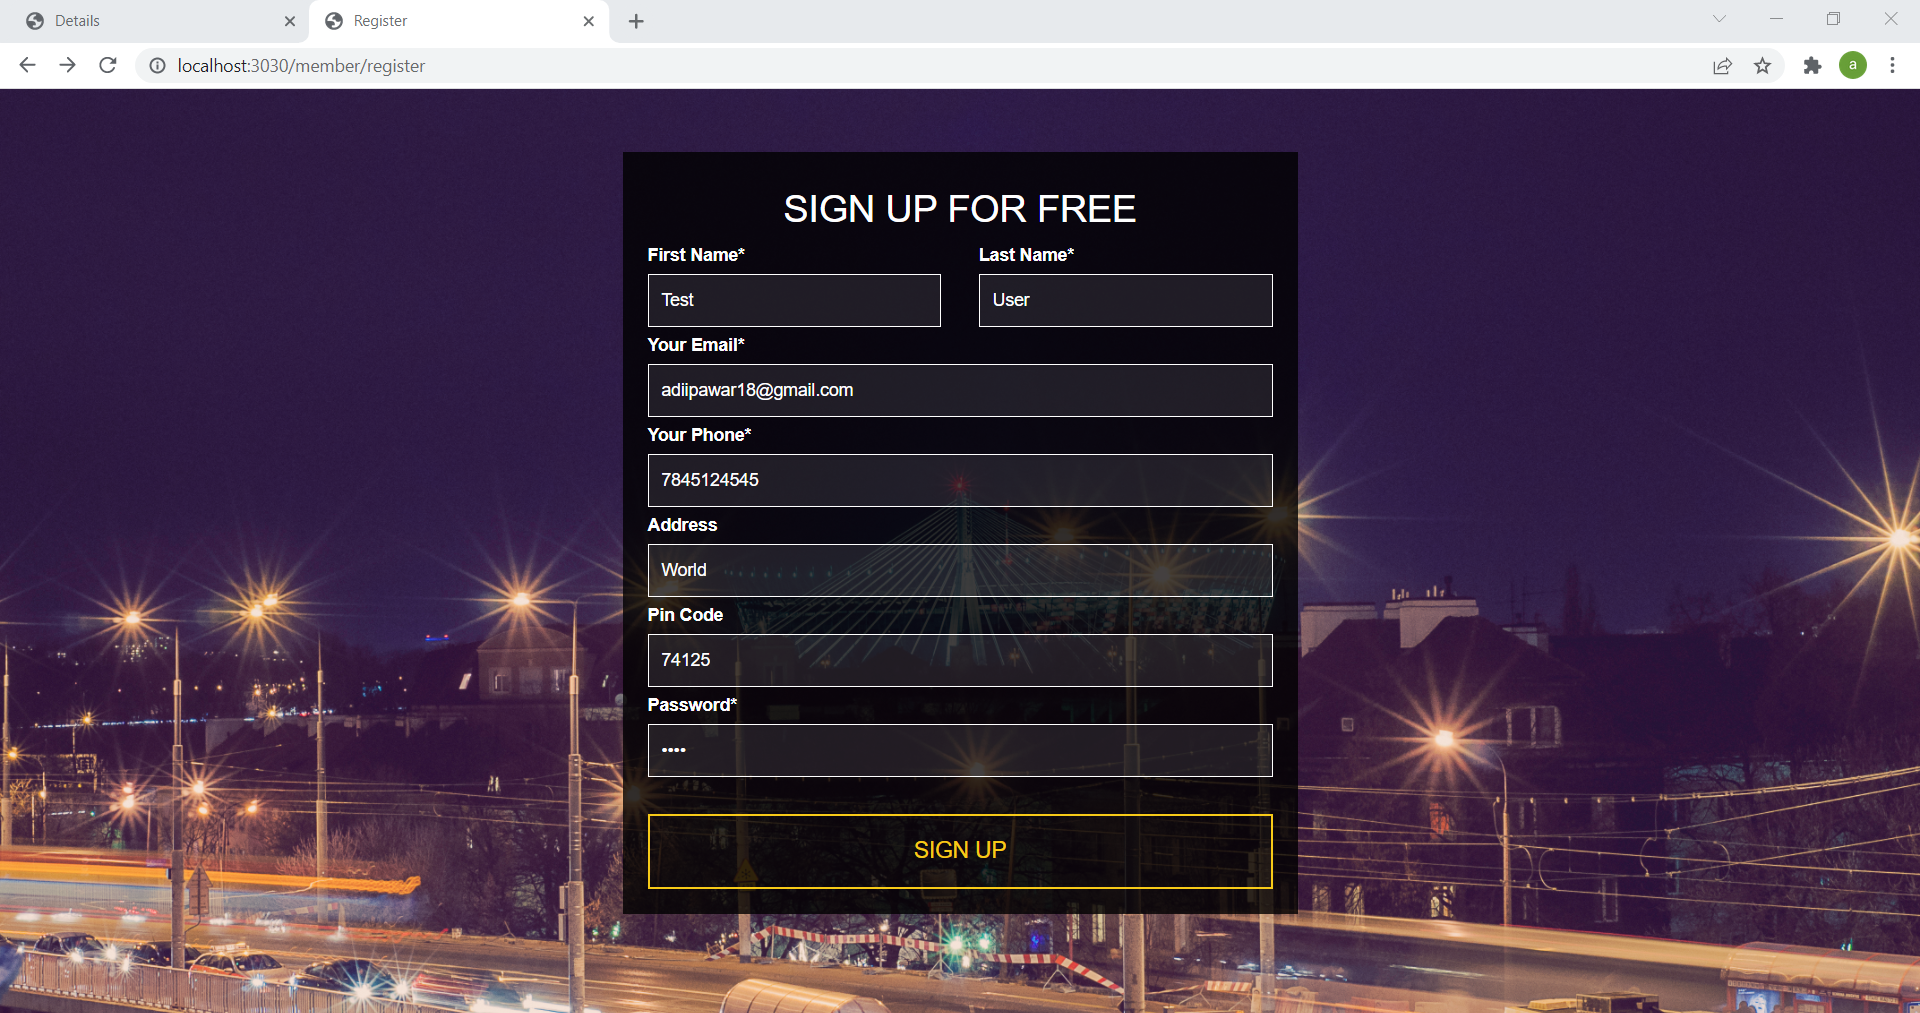 Details
Register
localhost:3030/member/register
a
SIGN UP FOR FREE
First Name* Last Name*
Test User
Your Email*
adiipawar18@gmail.com
Your Phone*
7845124545
Address
World
Pin Code
74125
Password*
••••
SIGN UP